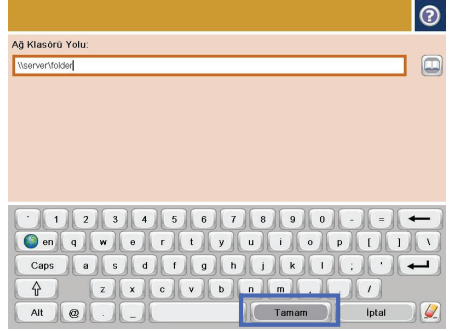 ?
Ağ Klasörü Yolu:
\\server\folder
` 1 2 3 4 5 6 7 8 9 0 - =
en q w e r t y u i o p [ ] \
Caps a s d f g h j k l ; '
z x c v b n m , . /
Alt @ . _ Tamam İptal